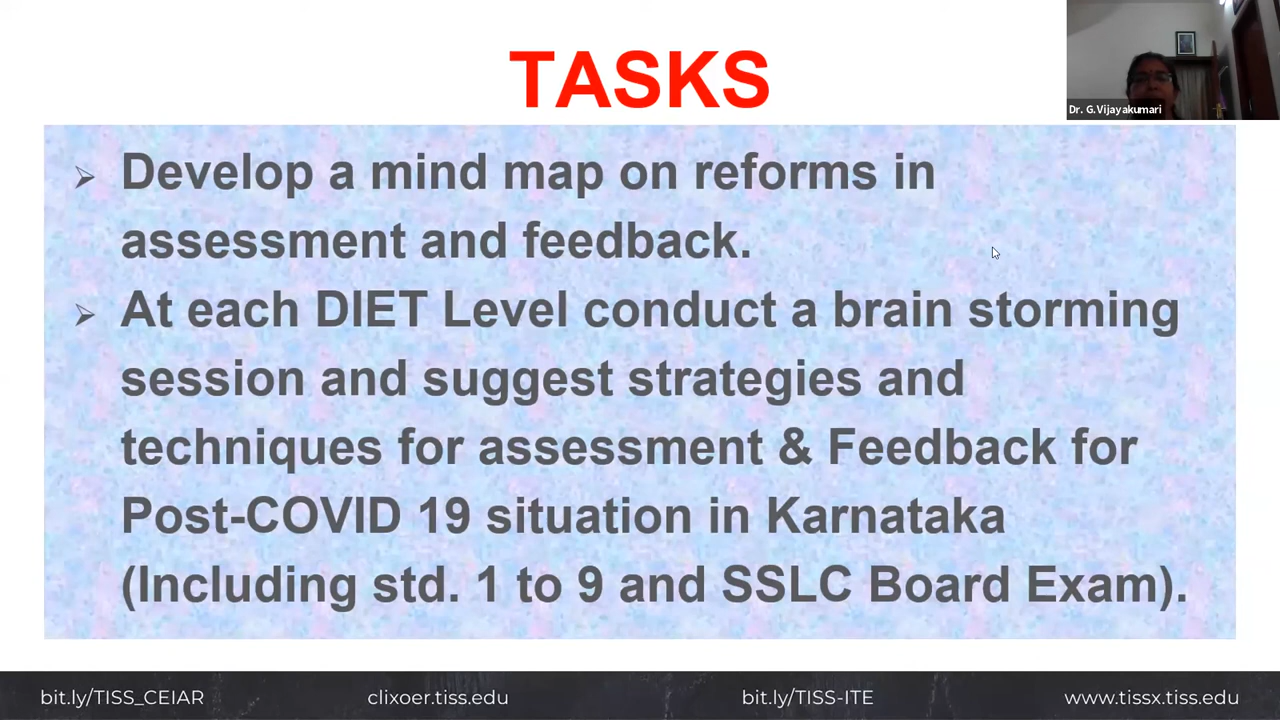 TASKS
Dr. G.Vijayakumari
Develop a mind map on reforms in
assessment and feedback.
At each DIET Level conduct a brain storming
session and suggest strategies and
techniques for assessment & Feedback for
Post-COVID 19 situation in Karnataka
(Including std. 1 to 9 and SSLC Board Exam).
bit.ly/TISS_CEIAR
clixoer.tiss.edu
bit.ly/TISS-ITE
www.tissx.tiss.edu